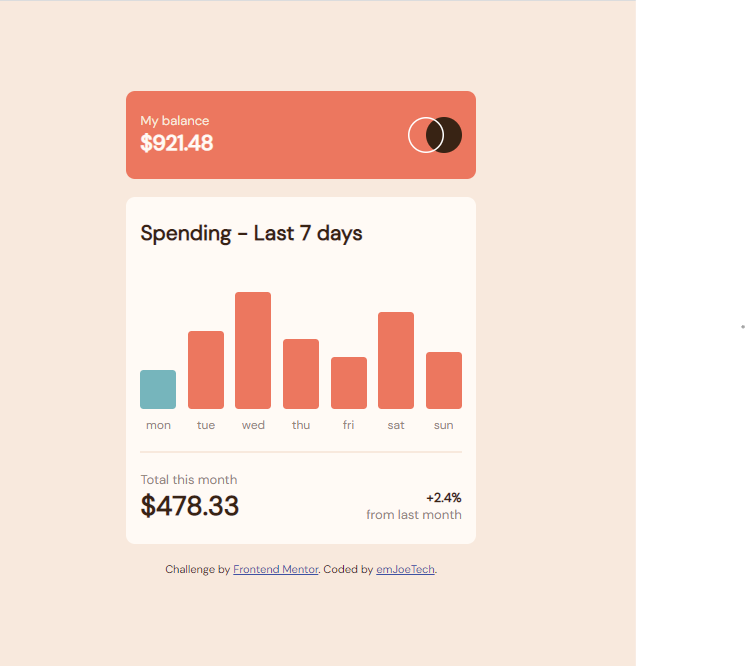 My balance
$921.48
Spending - Last 7 days
mon tue wed thu fri sat sun
Total this month
$478.33
+2.4%
from last month
Challenge by Frontend Mentor. Coded by emJoeTech.